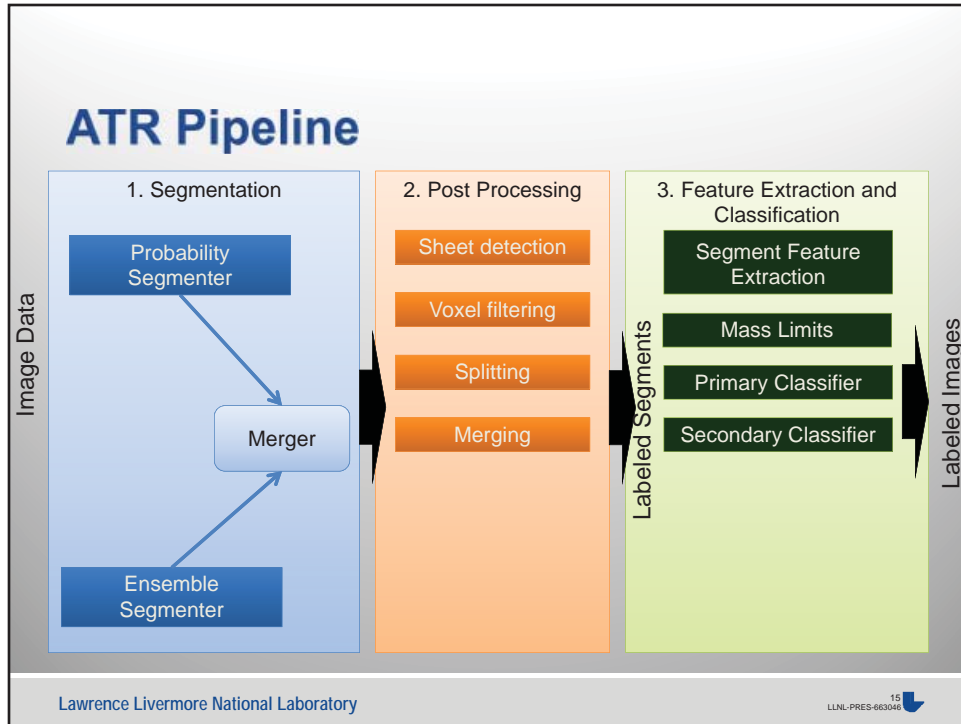 ATR Pipeline
Image Data
1. Segmentation
Probability
Segmenter
Merger
Ensemble
Segmenter
2. Post Processing
Sheet detection
Voxel filtering
Splitting
Merging
Labeled Segments
3. Feature Extraction and
Classification
Segment Feature
Extraction
Mass Limits
Primary Classifier
Secondary Classifier
Labeled Images
Lawrence Livermore National Laboratory
15
LLNL-PRES-663046